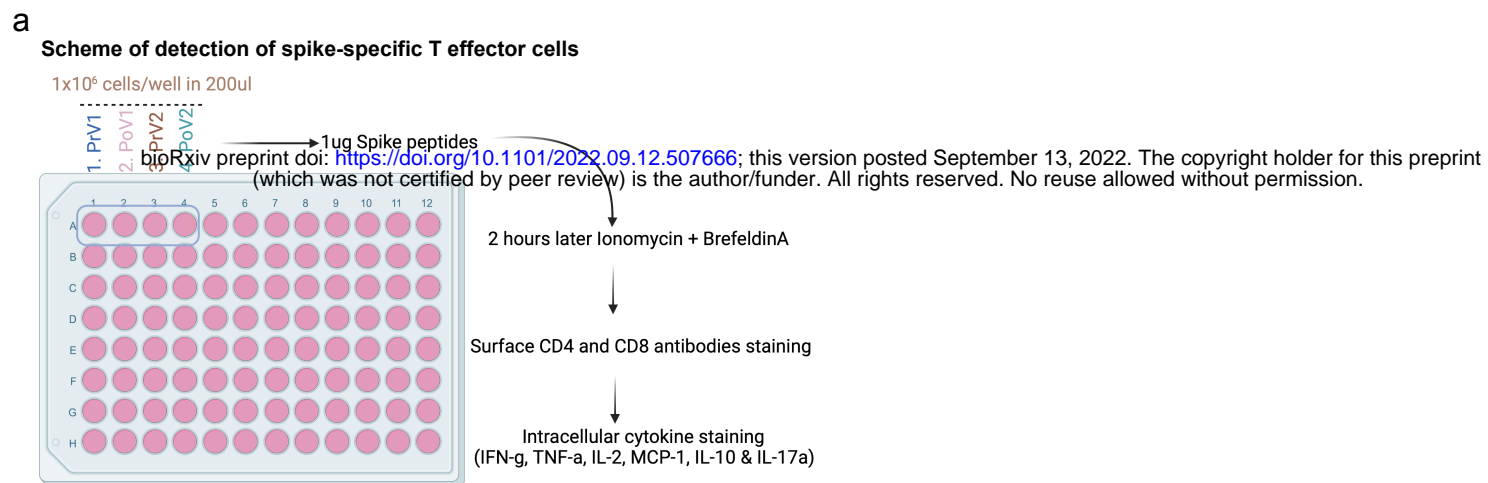 a
Scheme of detection of spike-specific T effector cells
1x10⁶ cells/well in 200ul
1. PrV1
2. PoV1
3. PrV2
4. PoV2
1ug Spike peptides
bioRxiv preprint doi: https://doi.org/10.1101/2022.09.12.507666; this version posted September 13, 2022. The copyright holder for this preprint
(which was not certified by peer review) is the author/funder. All rights reserved. No reuse allowed without permission.
1 2 3 4 5 6 7 8 9 10 11 12
A
B
C
D
E
F
G
H
2 hours later Ionomycin + BrefeldinA
Surface CD4 and CD8 antibodies staining
Intracellular cytokine staining
(IFN-g, TNF-a, IL-2, MCP-1, IL-10 & IL-17a)